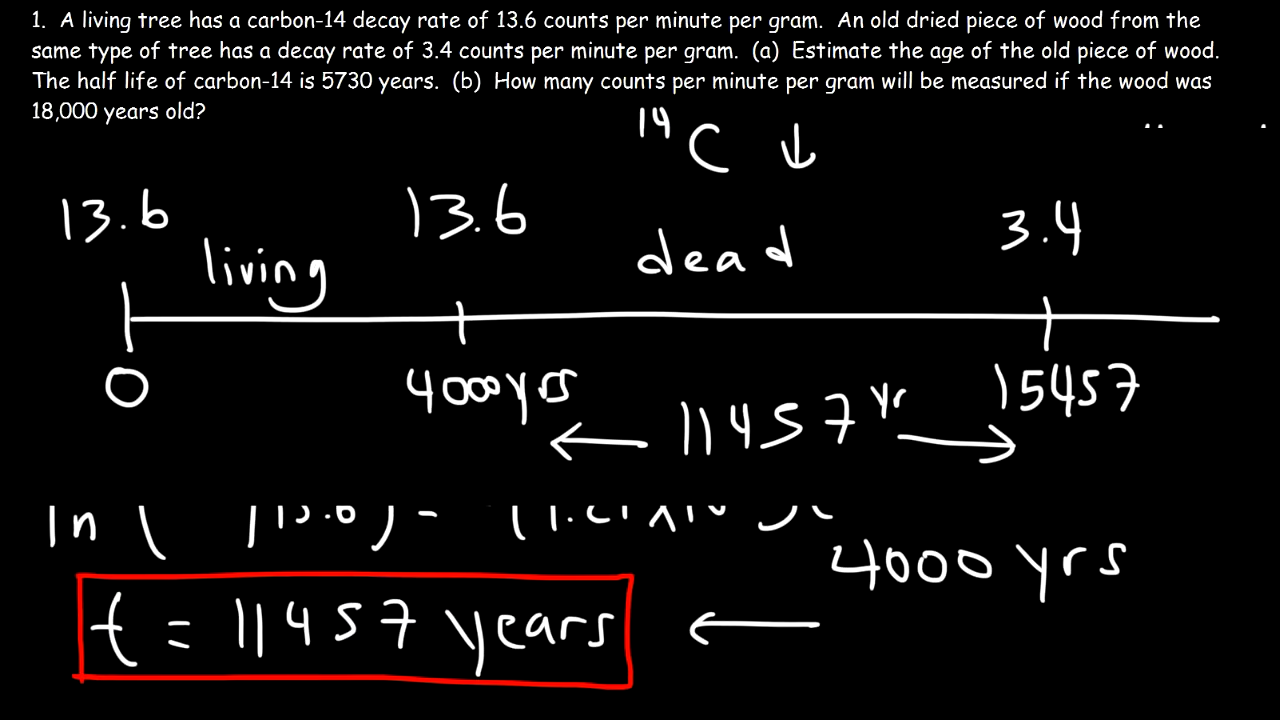 1. A living tree has a carbon-14 decay rate of 13.6 counts per minute per gram. An old dried piece of wood from the
same type of tree has a decay rate of 3.4 counts per minute per gram. (a) Estimate the age of the old piece of wood.
The half life of carbon-14 is 5730 years. (b) How many counts per minute per gram will be measured if the wood was
18,000 years old?
¹⁴C ↓
13.6 13.6 3.4
living dead
0 4000yrs 15457
← 11457 yr →
ln (
4000 yrs
t = 11457 years ←